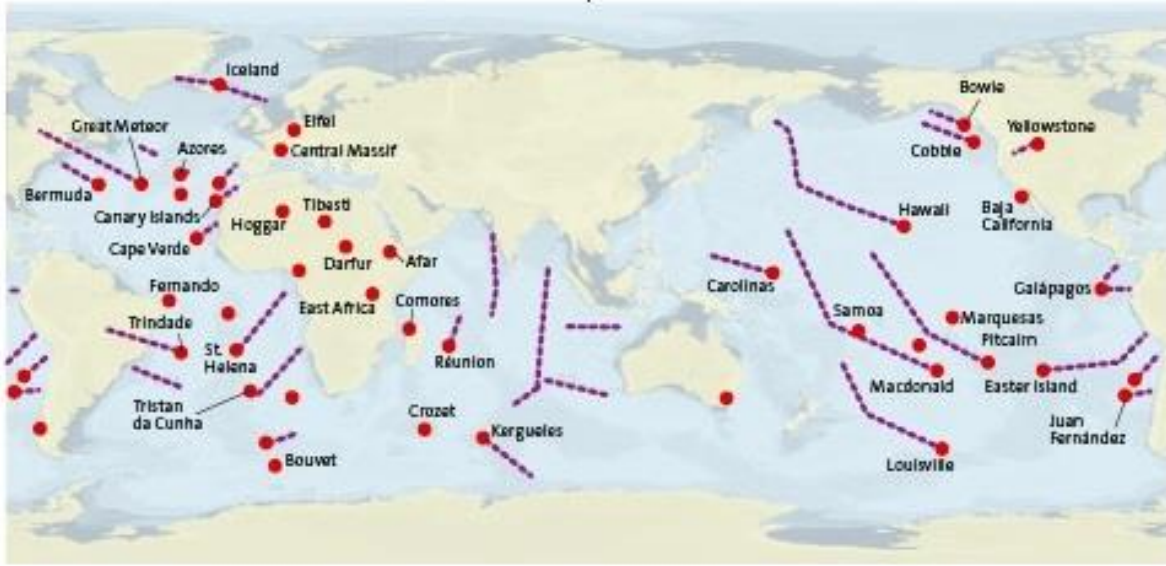 Iceland
Bowie
Great Meteor
Eifel
Yellowstone
Azores
Central Massif
Cobble
Bermuda
Canary Islands
Tibesti
Hoggar
Hawaii
Baja
California
Cape Verde
Darfur
Afar
Fernando
East Africa
Comores
Carolinas
Galápagos
Trindade
Samoa
Marquesas
St.
Helena
Réunion
Pitcairn
Macdonald
Easter Island
Tristan
da Cunha
Crozet
Kergueles
Juan
Fernández
Bouvet
Louisville